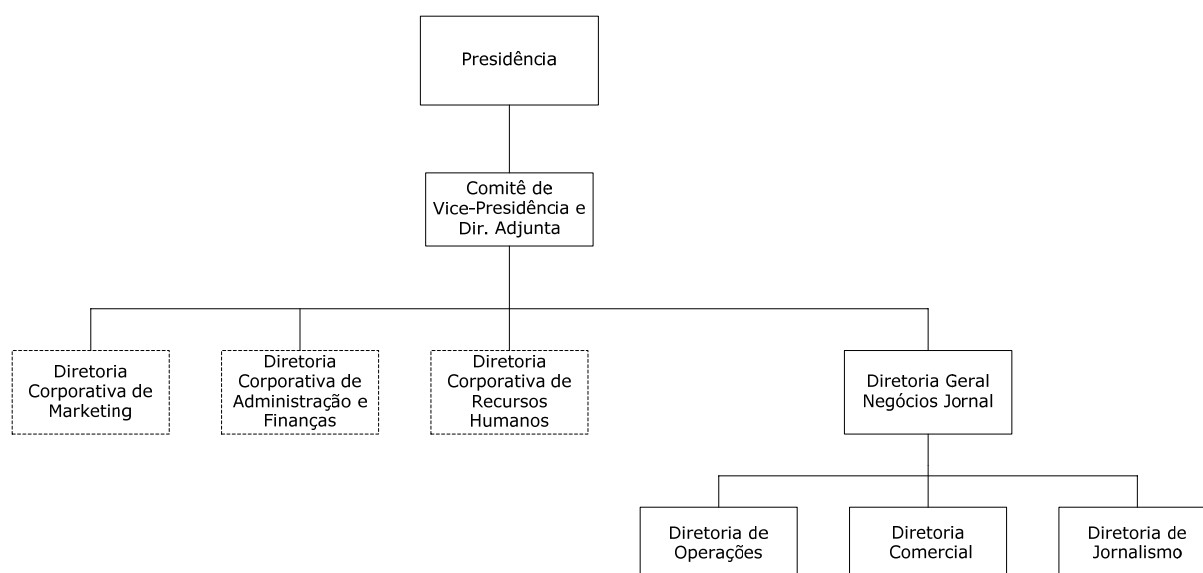 Presidência
Comitê de
Vice-Presidência e
Dir. Adjunta
Diretoria
Corporativa de
Marketing
Diretoria
Corporativa de
Administração e
Finanças
Diretoria
Corporativa de
Recursos
Humanos
Diretoria Geral
Negócios Jornal
Diretoria de
Operações
Diretoria
Comercial
Diretoria de
Jornalismo